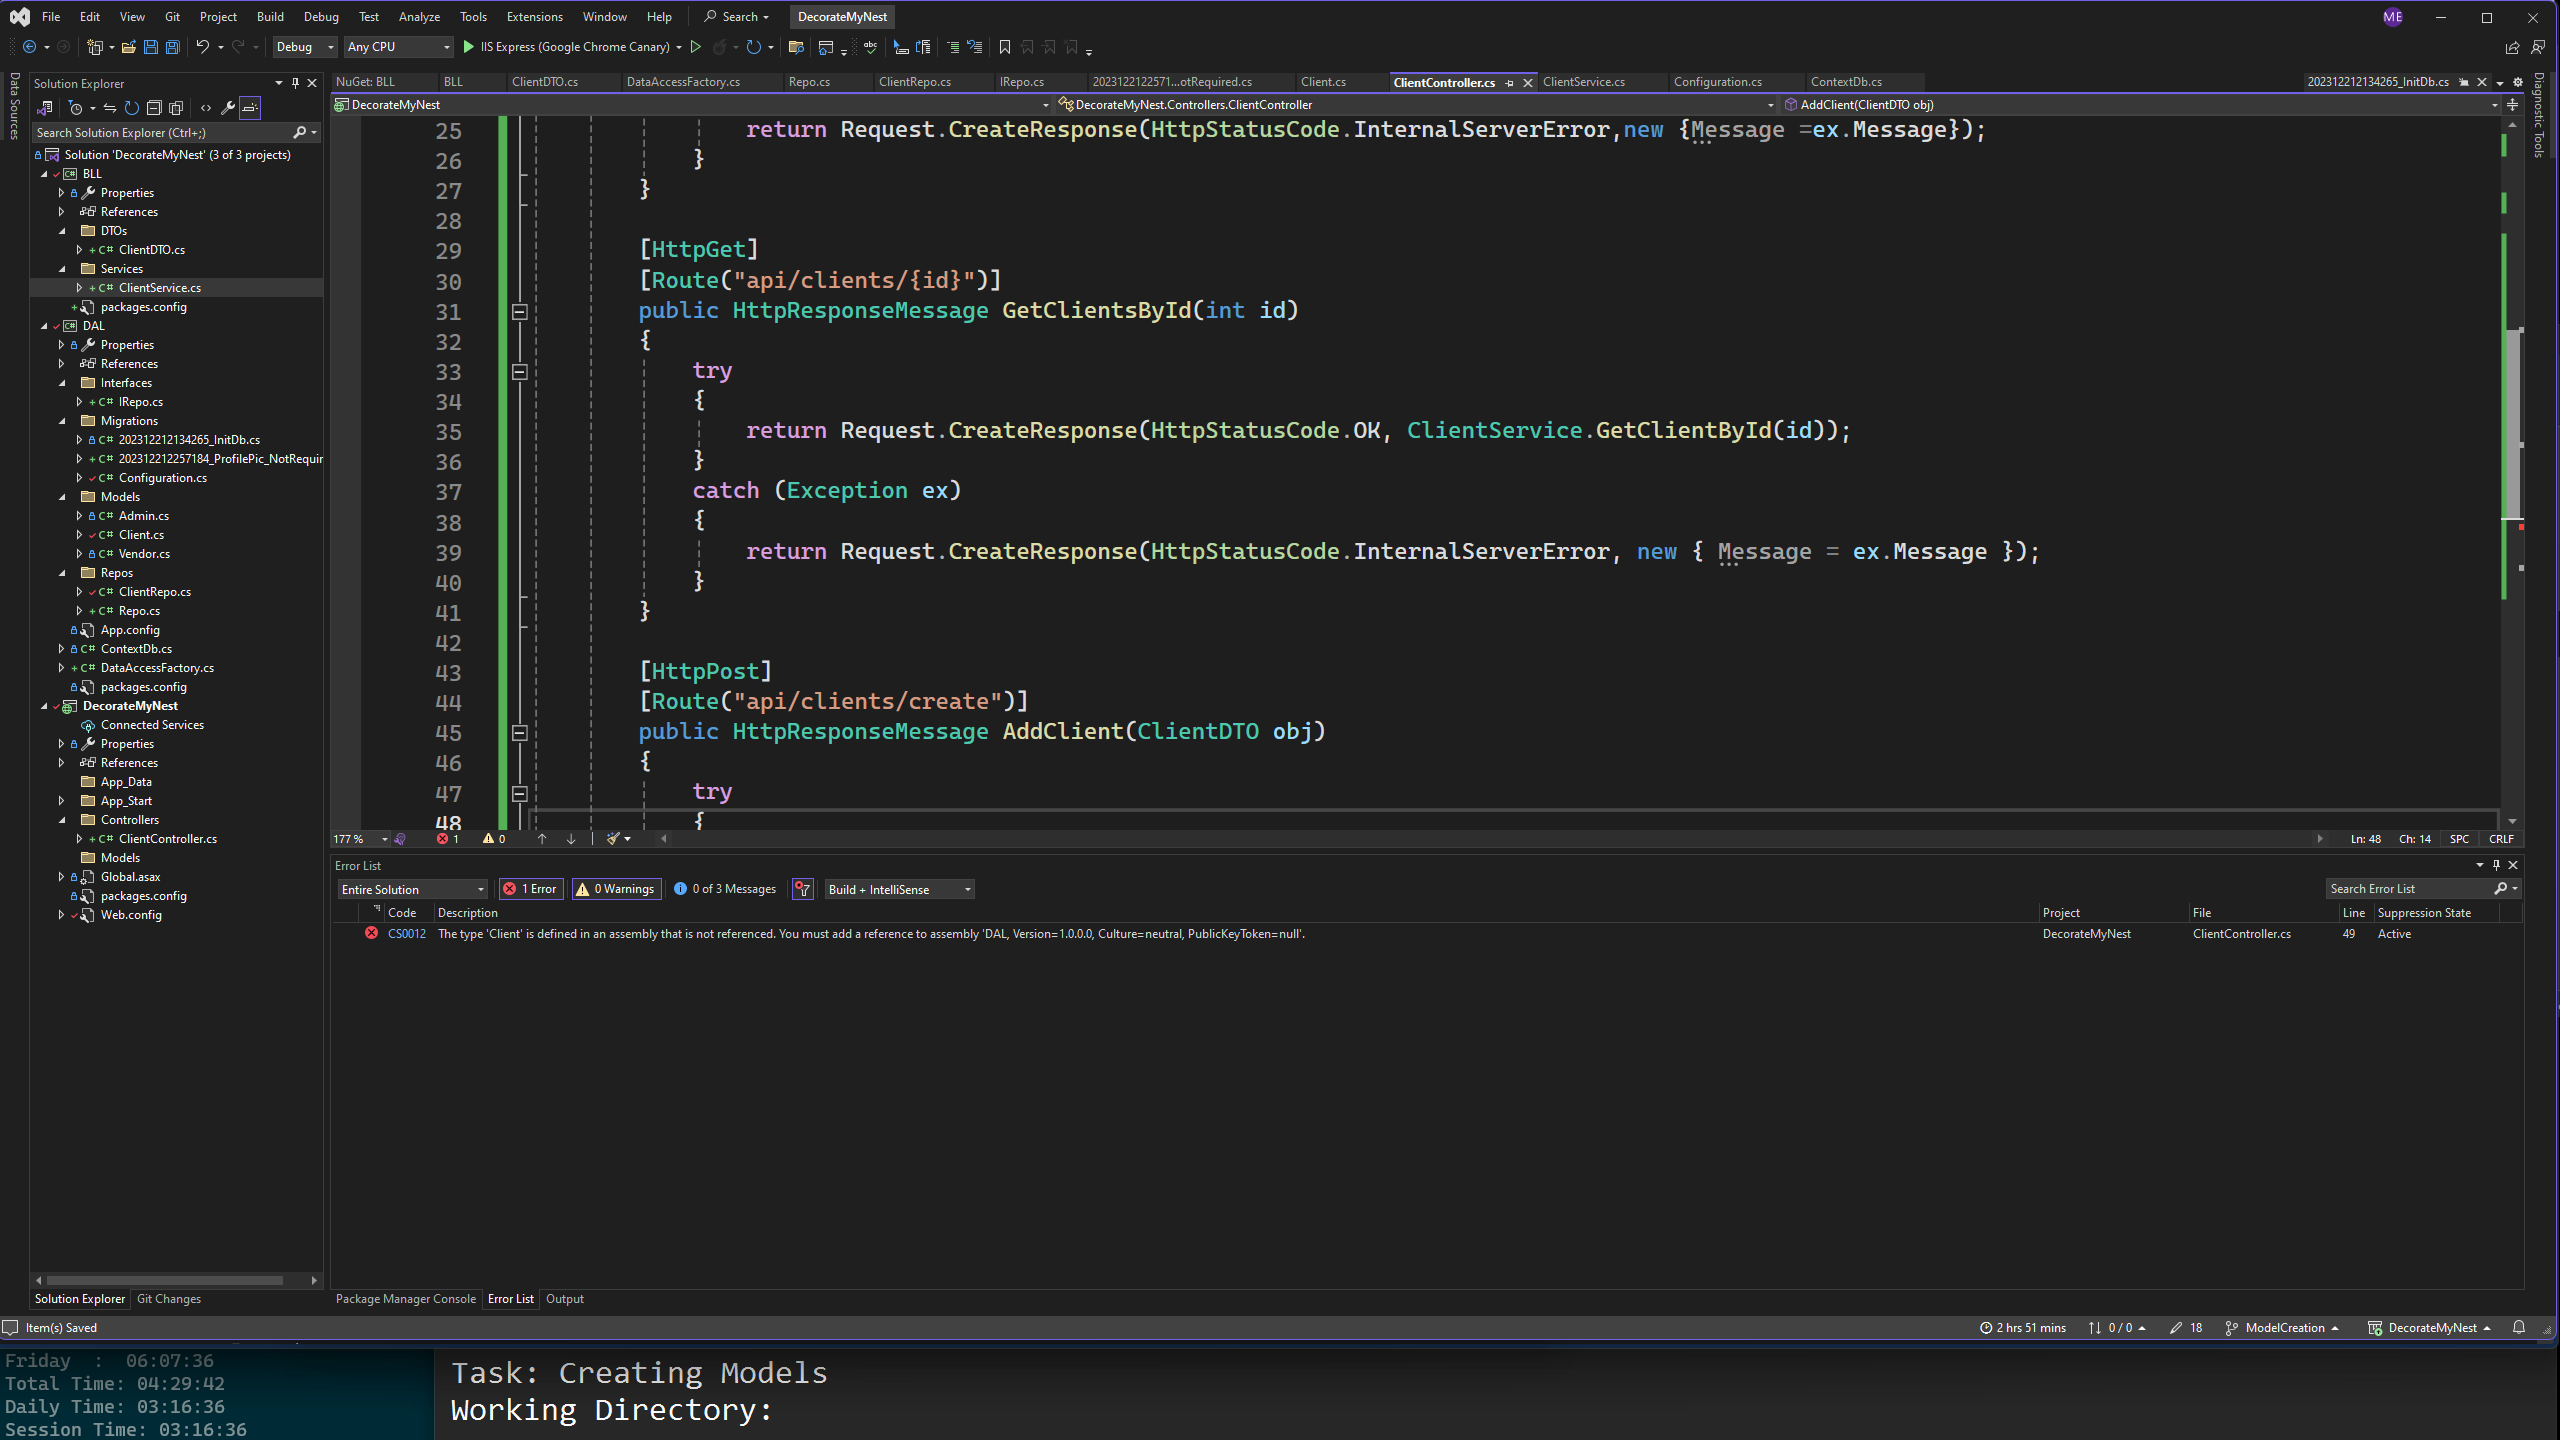 File Edit View Git Project Build Debug Test Analyze Tools Extensions Window Help Search DecorateMyNest ME
Debug Any CPU IIS Express (Google Chrome Canary)
Data Sources
Solution Explorer
Search Solution Explorer (Ctrl+;)
Solution 'DecorateMyNest' (3 of 3 projects)
BLL
Properties
References
DTOs
C# ClientDTO.cs
Services
C# ClientService.cs
packages.config
DAL
Properties
References
Interfaces
C# IRepo.cs
Migrations
C# 202312212134265_InitDb.cs
C# 202312212257184_ProfilePic_NotRequir
C# Configuration.cs
Models
C# Admin.cs
C# Client.cs
C# Vendor.cs
Repos
C# ClientRepo.cs
C# Repo.cs
App.config
C# ContextDb.cs
C# DataAccessFactory.cs
packages.config
DecorateMyNest
Connected Services
Properties
References
App_Data
App_Start
Controllers
C# ClientController.cs
Models
Global.asax
packages.config
Web.config
Solution Explorer Git Changes
NuGet: BLL BLL ClientDTO.cs DataAccessFactory.cs Repo.cs ClientRepo.cs IRepo.cs 2023122122571...otRequired.cs Client.cs ClientController.cs ClientService.cs Configuration.cs ContextDb.cs 202312212134265_InitDb.cs
DecorateMyNest DecorateMyNest.Controllers.ClientController AddClient(ClientDTO obj)
Diagnostic Tools
25 return Request.CreateResponse(HttpStatusCode.InternalServerError,new {Message =ex.Message});
26 }
27 }
28
29 [HttpGet]
30 [Route("api/clients/{id}")]
31 public HttpResponseMessage GetClientsById(int id)
32 {
33 try
34 {
35 return Request.CreateResponse(HttpStatusCode.OK, ClientService.GetClientById(id));
36 }
37 catch (Exception ex)
38 {
39 return Request.CreateResponse(HttpStatusCode.InternalServerError, new { Message = ex.Message });
40 }
41 }
42
43 [HttpPost]
44 [Route("api/clients/create")]
45 public HttpResponseMessage AddClient(ClientDTO obj)
46 {
47 try
48 {
177 % 1 0 Ln: 48 Ch: 14 SPC CRLF
Error List
Entire Solution 1 Error 0 Warnings 0 of 3 Messages Build + IntelliSense Search Error List
Code Description Project File Line Suppression State
CS0012 The type 'Client' is defined in an assembly that is not referenced. You must add a reference to assembly 'DAL, Version=1.0.0.0, Culture=neutral, PublicKeyToken=null'. DecorateMyNest ClientController.cs 49 Active
Package Manager Console Error List Output
Item(s) Saved 2 hrs 51 mins 0 / 0 18 ModelCreation DecorateMyNest
Friday : 06:07:36
Total Time: 04:29:42
Daily Time: 03:16:36
Session Time: 03:16:36
Task: Creating Models
Working Directory: